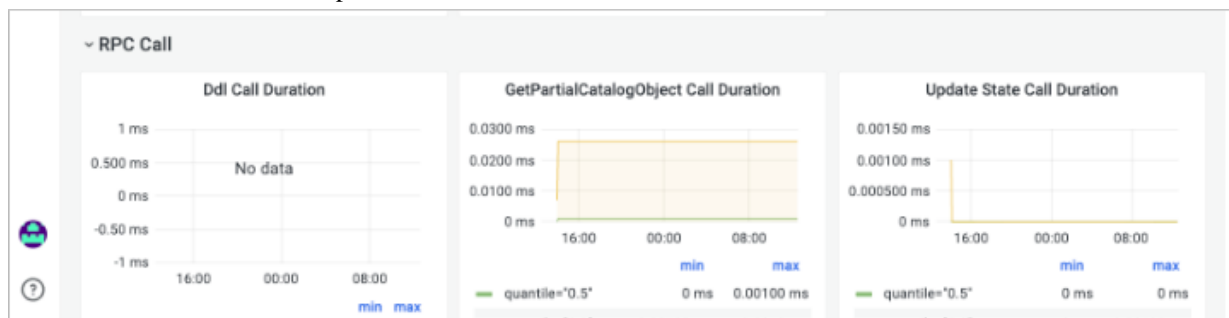 RPC Call
Ddl Call Duration
1 ms
0.500 ms
No data
0 ms
-0.50 ms
-1 ms
16:00 00:00 08:00
min max
GetPartialCatalogObject Call Duration
0.0300 ms
0.0200 ms
0.0100 ms
0 ms
16:00 00:00 08:00
min max
quantile="0.5" 0 ms 0.00100 ms
Update State Call Duration
0.00150 ms
0.00100 ms
0.000500 ms
0 ms
16:00 00:00 08:00
min max
quantile="0.5" 0 ms 0 ms
?